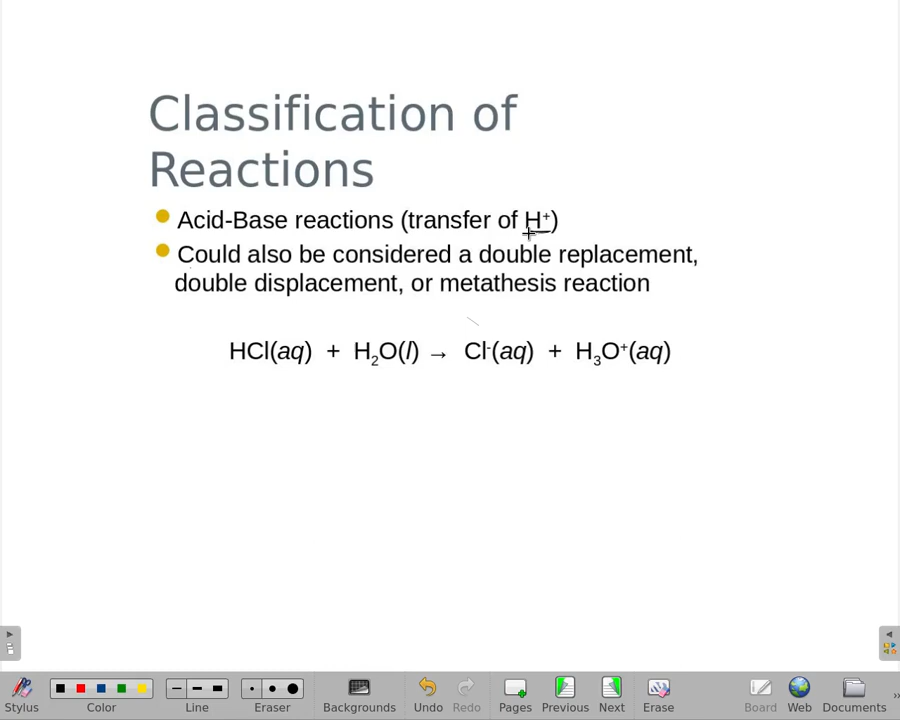 Classification of
Reactions
Acid-Base reactions (transfer of H⁺)
Could also be considered a double replacement,
double displacement, or metathesis reaction
HCl(aq) + H₂O(l) → Cl⁻(aq) + H₃O⁺(aq)
Stylus Color Line Eraser Backgrounds Undo Redo Pages Previous Next Erase Board Web Documents